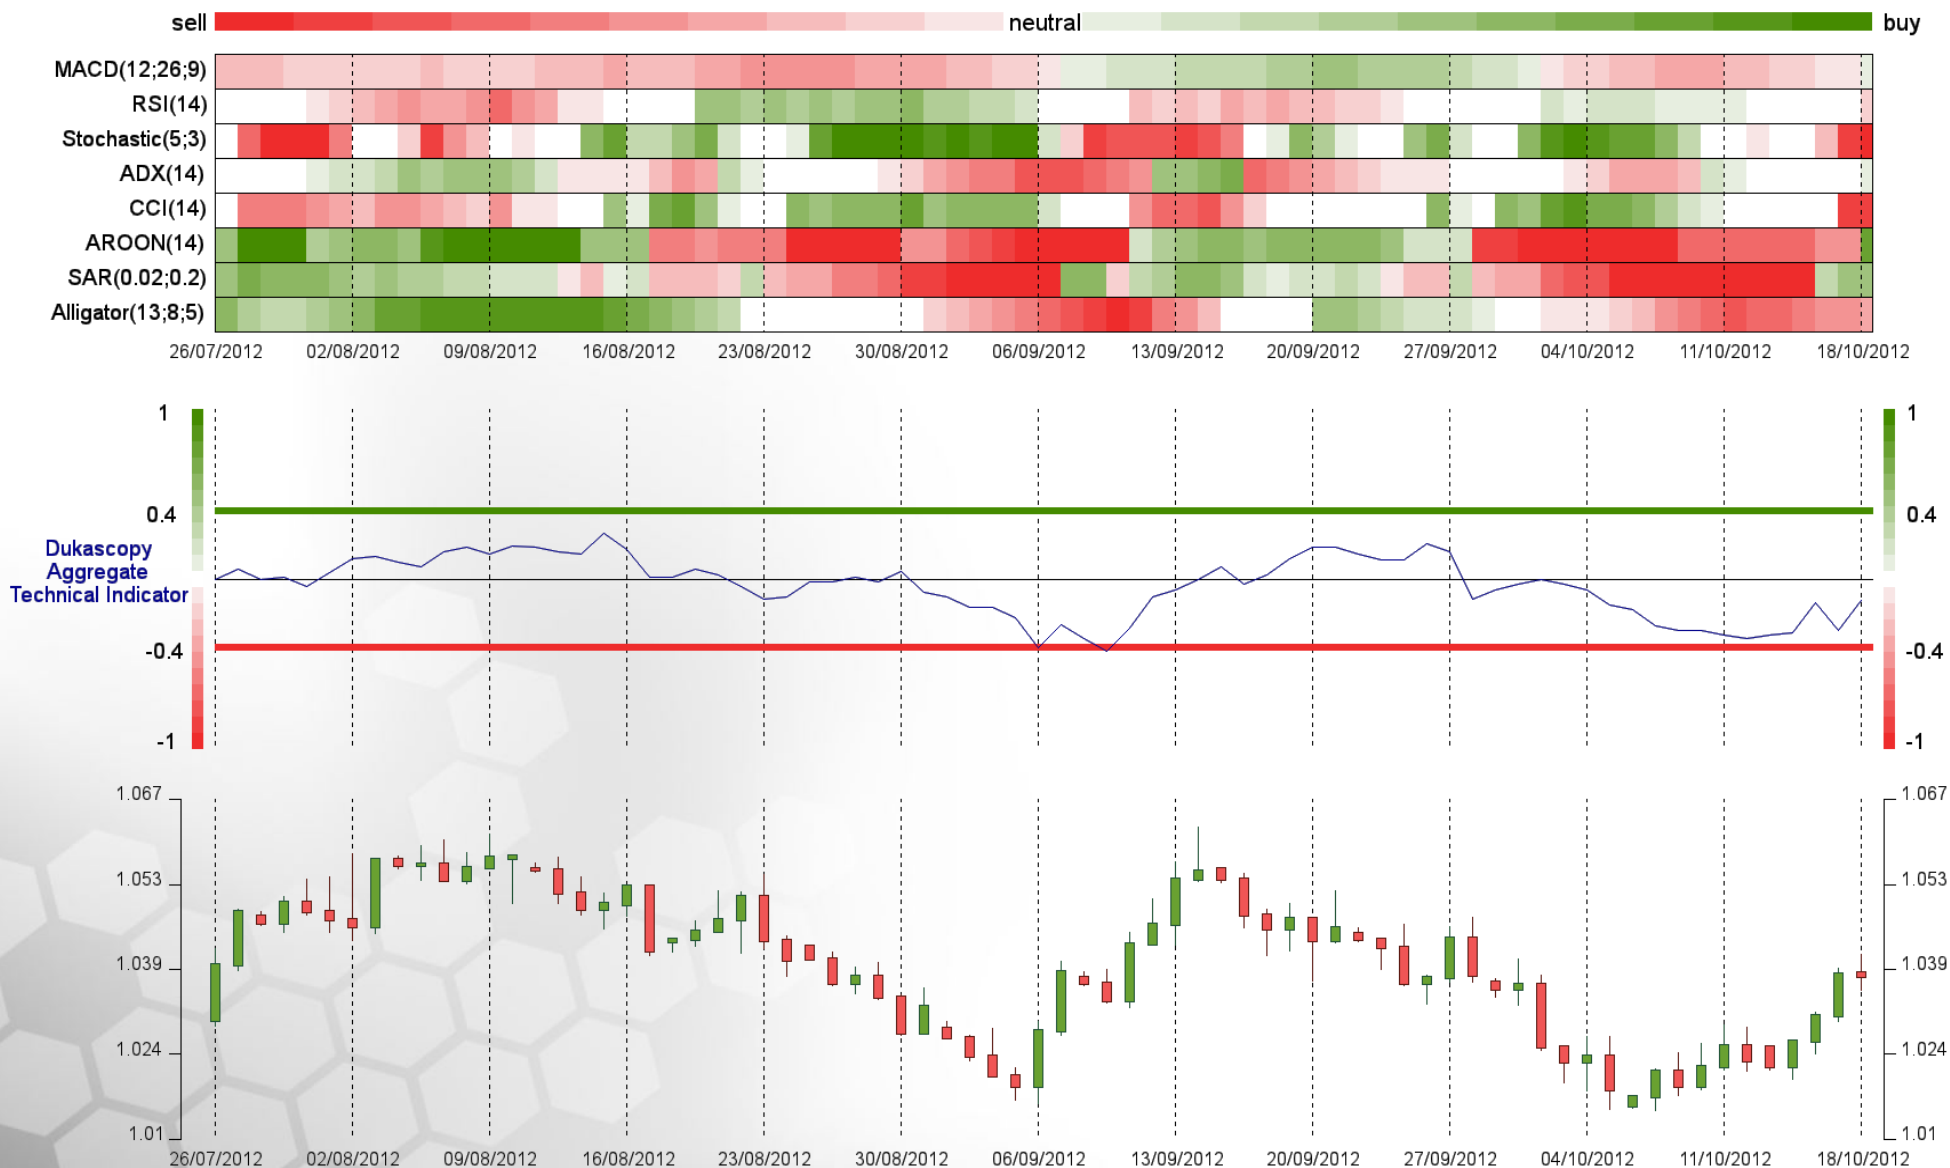 sell neutral buy
MACD(12;26;9)
RSI(14)
Stochastic(5;3)
ADX(14)
CCI(14)
AROON(14)
SAR(0.02;0.2)
Alligator(13;8;5)
26/07/2012 02/08/2012 09/08/2012 16/08/2012 23/08/2012 30/08/2012 06/09/2012 13/09/2012 20/09/2012 27/09/2012 04/10/2012 11/10/2012 18/10/2012
1 1
0.4 0.4
Dukascopy
Aggregate
Technical Indicator
-0.4 -0.4
-1 -1
1.067 1.067
1.053 1.053
1.039 1.039
1.024 1.024
1.01 1.01
26/07/2012 02/08/2012 09/08/2012 16/08/2012 23/08/2012 30/08/2012 06/09/2012 13/09/2012 20/09/2012 27/09/2012 04/10/2012 11/10/2012 18/10/2012